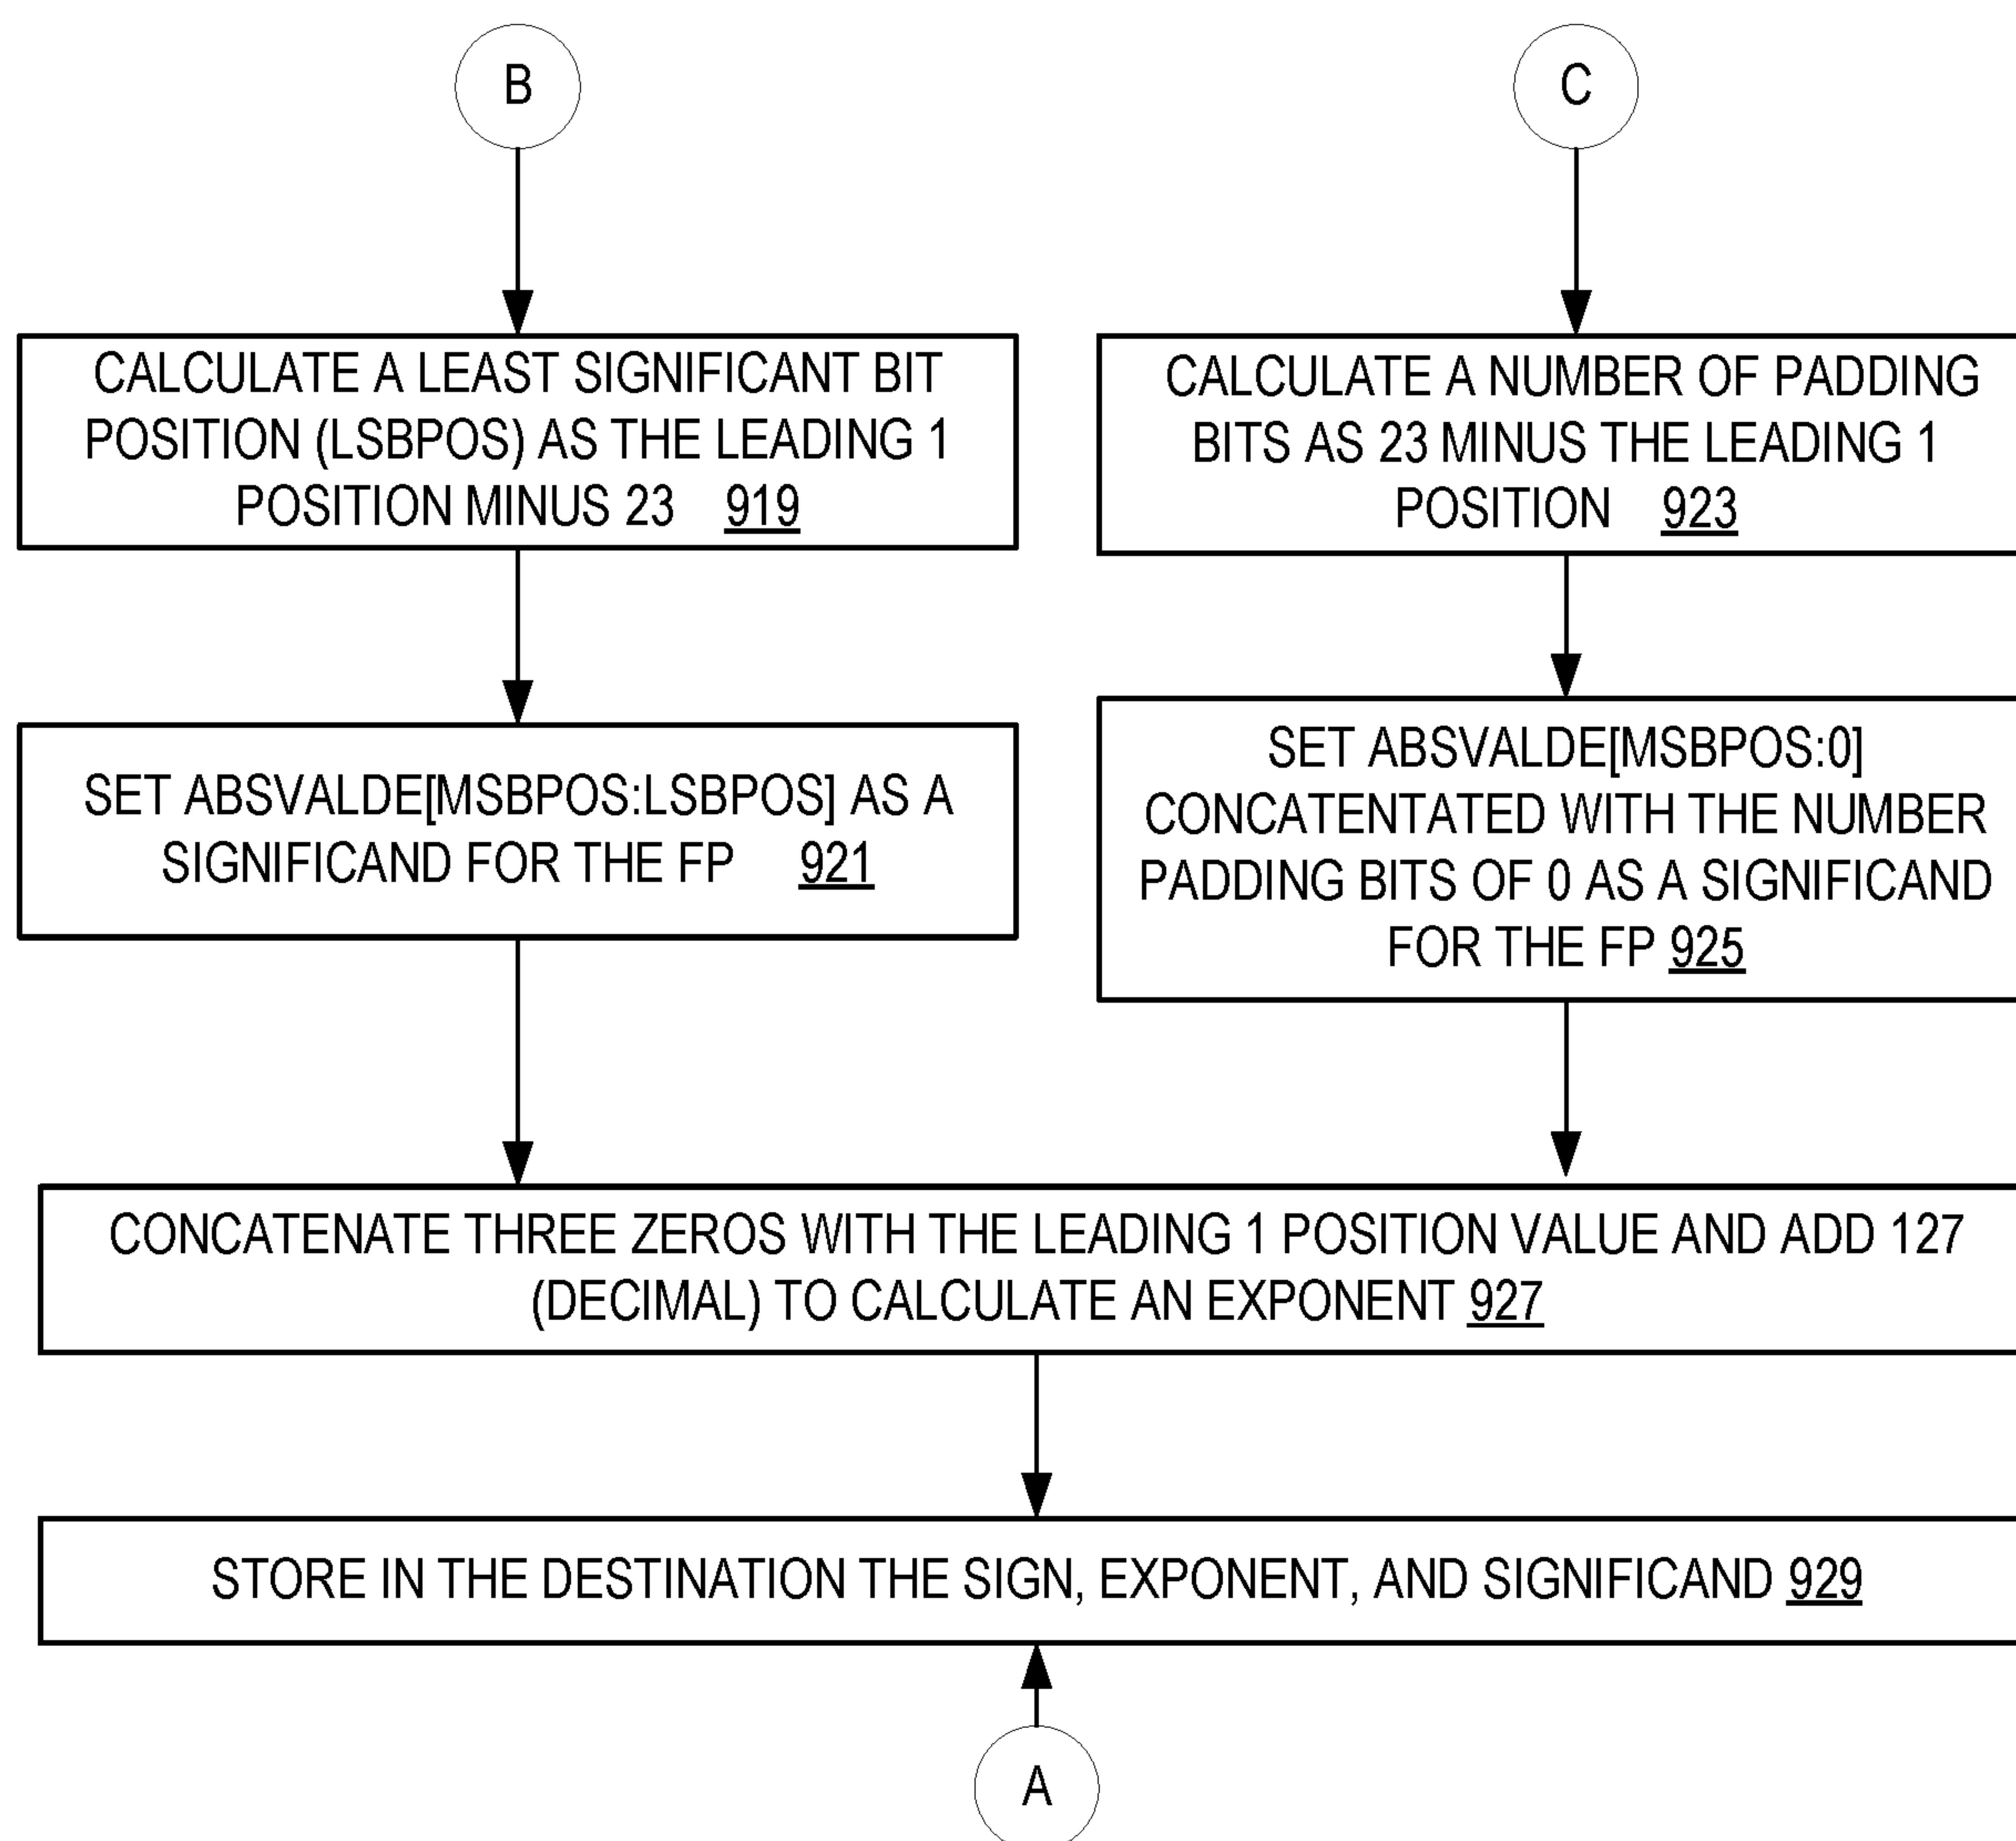 B
C
CALCULATE A LEAST SIGNIFICANT BIT
POSITION (LSBPOS) AS THE LEADING 1
POSITION MINUS 23 919
CALCULATE A NUMBER OF PADDING
BITS AS 23 MINUS THE LEADING 1
POSITION 923
SET ABSVALDE[MSBPOS:LSBPOS] AS A
SIGNIFICAND FOR THE FP 921
SET ABSVALDE[MSBPOS:0]
CONCATENTATED WITH THE NUMBER
PADDING BITS OF 0 AS A SIGNIFICAND
FOR THE FP 925
CONCATENATE THREE ZEROS WITH THE LEADING 1 POSITION VALUE AND ADD 127
(DECIMAL) TO CALCULATE AN EXPONENT 927
STORE IN THE DESTINATION THE SIGN, EXPONENT, AND SIGNIFICAND 929
A